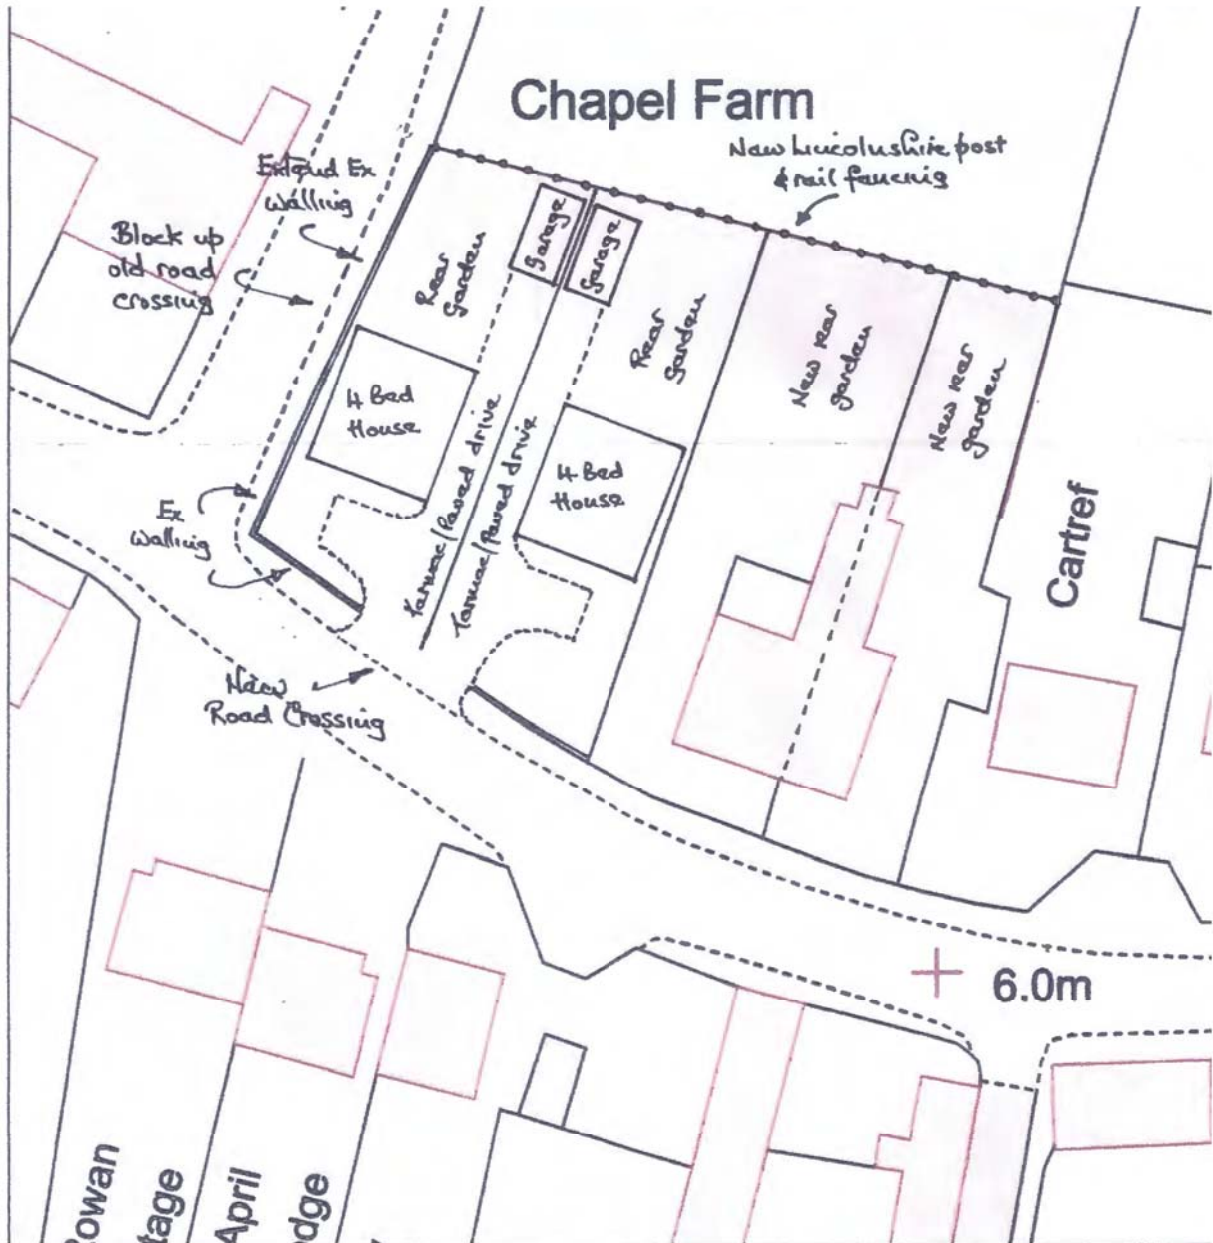 Chapel Farm
New Lincolnshire post
& rail fencing
Extend Ex
Walling
Block up
old road
crossing
Garage
Garage
Rear
Garden
Rear
Garden
New rear
garden
New rear
garden
4 Bed
House
4 Bed
House
Tarmac/Paved drive
Tarmac/Paved drive
Ex
Walling
Cartref
New
Road Crossing
6.0m
Rowan
April